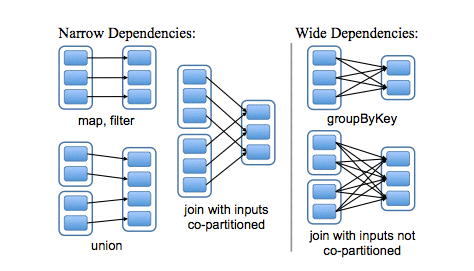 Narrow Dependencies:
Wide Dependencies:
map, filter
groupByKey
union
join with inputs
co-partitioned
join with inputs not
co-partitioned